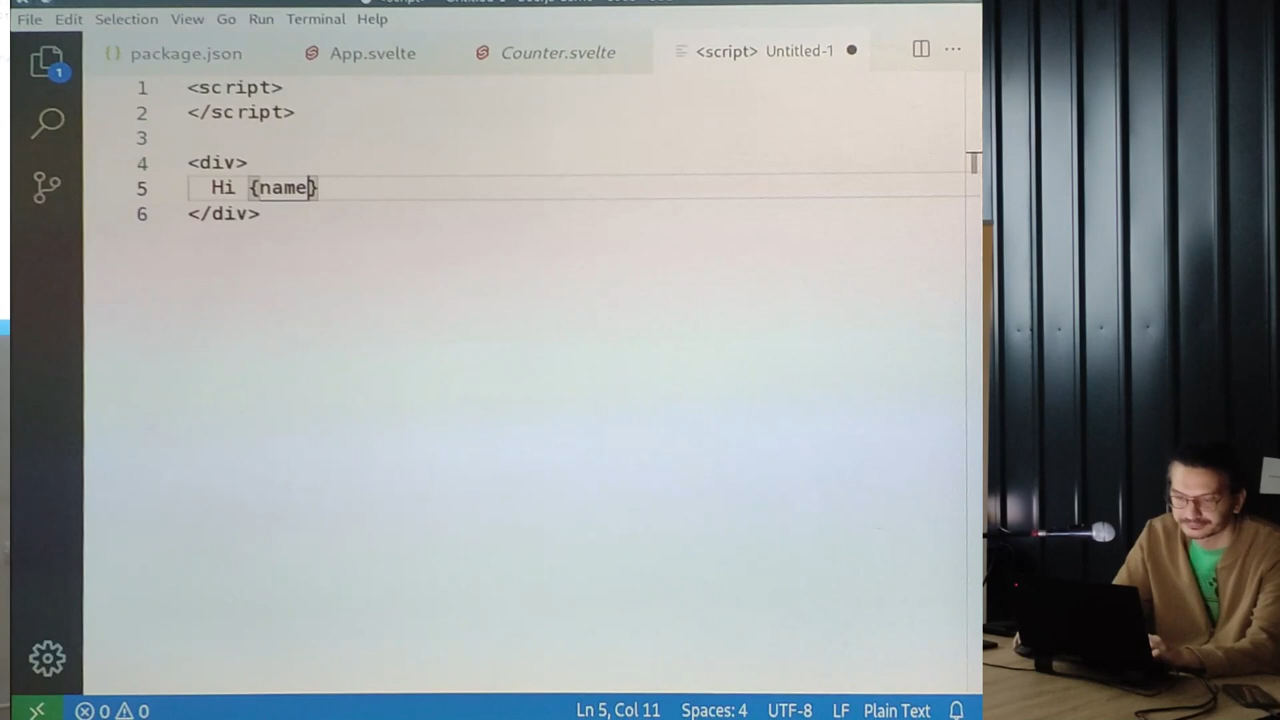 File Edit Selection View Go Run Terminal Help
{} package.json App.svelte Counter.svelte <script> Untitled-1
1
1 <script>
2 </script>
3
4 <div>
5 Hi {name}
6 </div>
0 0 Ln 5, Col 11 Spaces: 4 UTF-8 LF Plain Text